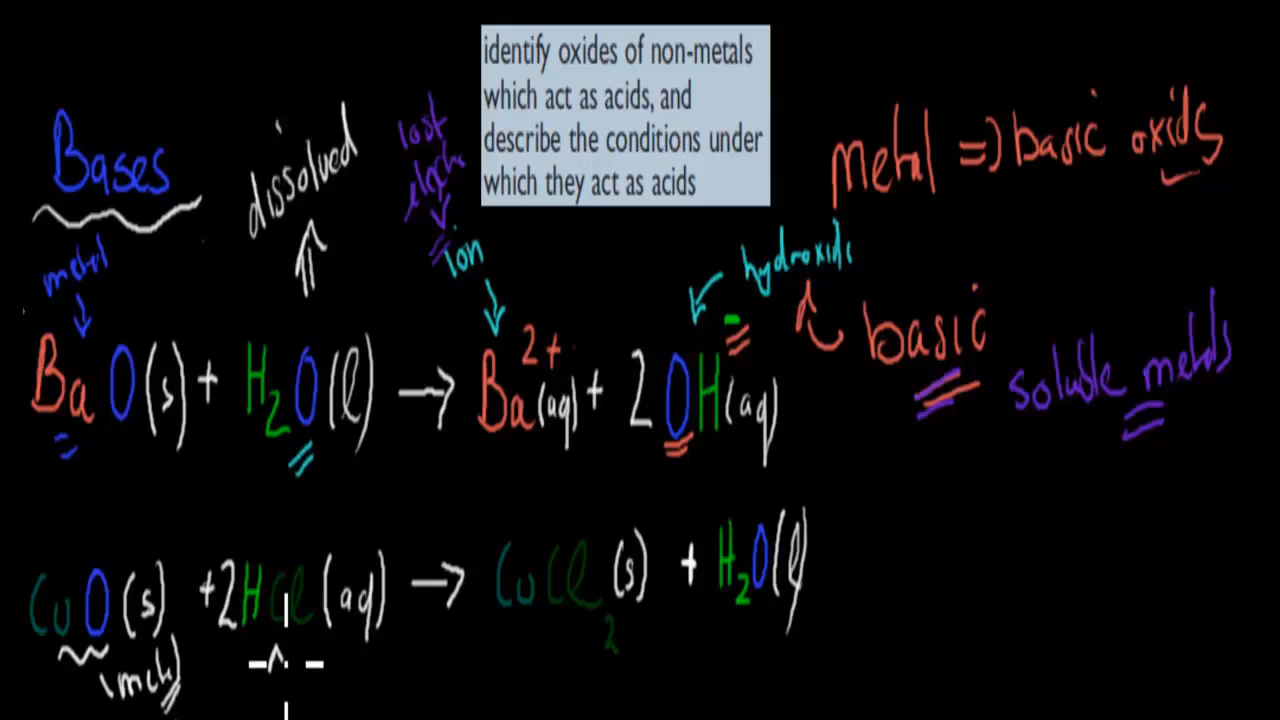 identify oxides of non-metals
which act as acids, and
describe the conditions under
which they act as acids
Bases
dissolved
lost
metal => basic oxids
metal
ion
hydroxide
basic
soluble metals
BaO(s) + H₂O(l) → Ba²⁺(aq) + 2OH⁻(aq)
CuO(s) + 2HCl(aq) → CuCl₂(s) + H₂O(l)